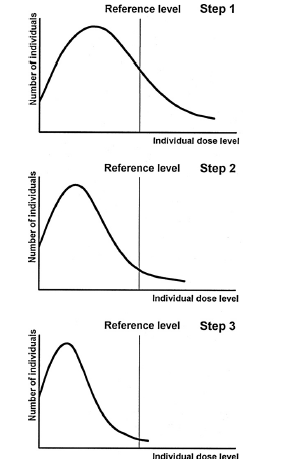 Reference level Step 1
Number of individuals
Individual dose level
Reference level Step 2
Number of individuals
Individual dose level
Reference level Step 3
Number of individuals
Individual dose level